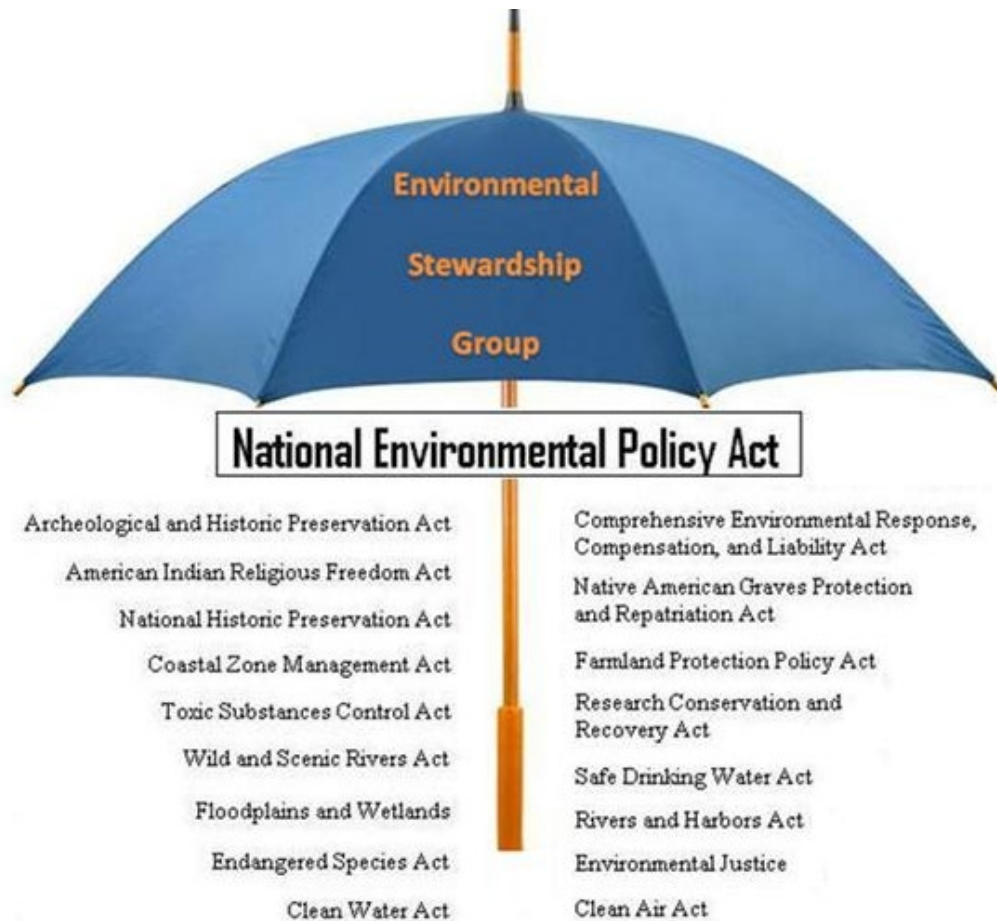 Environmental
Stewardship
Group
National Environmental Policy Act
Archeological and Historic Preservation Act
American Indian Religious Freedom Act
National Historic Preservation Act
Coastal Zone Management Act
Toxic Substances Control Act
Wild and Scenic Rivers Act
Floodplains and Wetlands
Endangered Species Act
Clean Water Act
Comprehensive Environmental Response,
Compensation, and Liability Act
Native American Graves Protection
and Repatriation Act
Farmland Protection Policy Act
Research Conservation and
Recovery Act
Safe Drinking Water Act
Rivers and Harbors Act
Environmental Justice
Clean Air Act